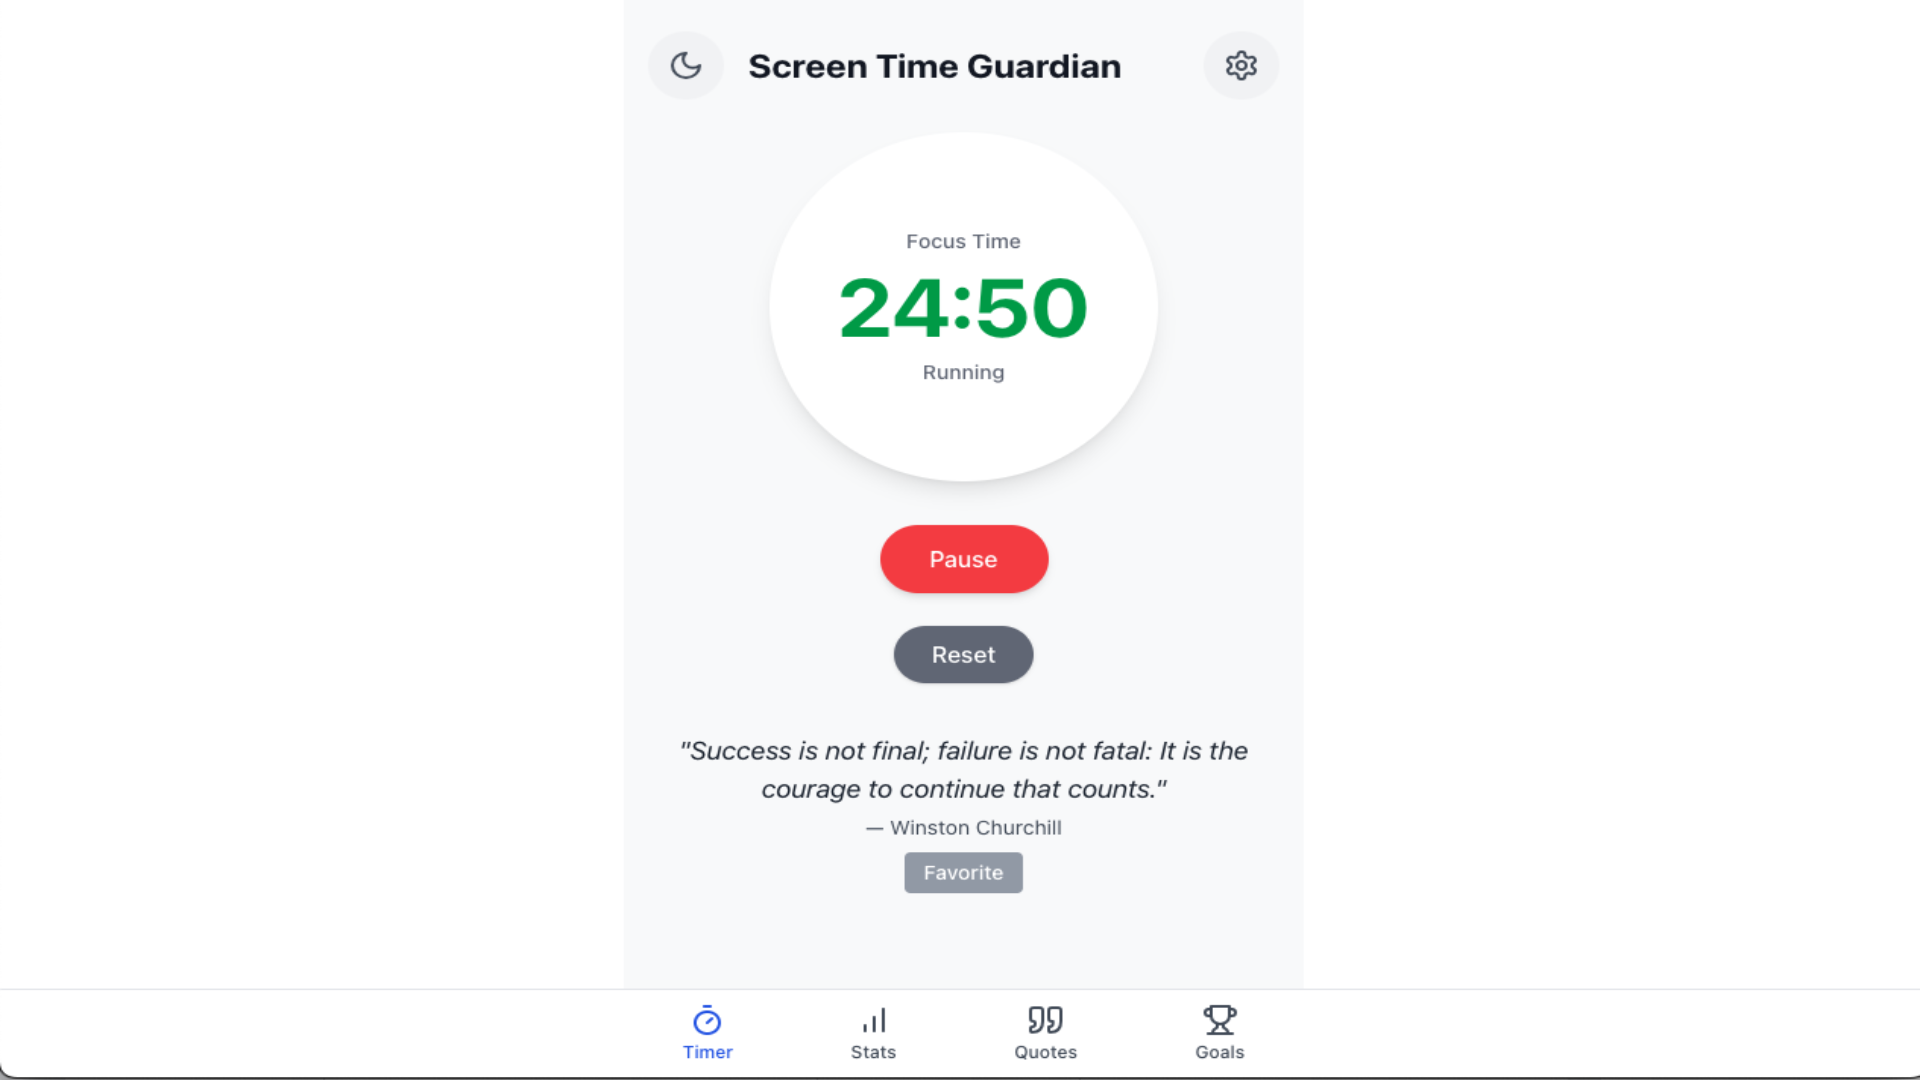 Screen Time Guardian
Focus Time
24:50
Running
Pause
Reset
"Success is not final; failure is not fatal: It is the
courage to continue that counts."
— Winston Churchill
Favorite
Timer
Stats
Quotes
Goals